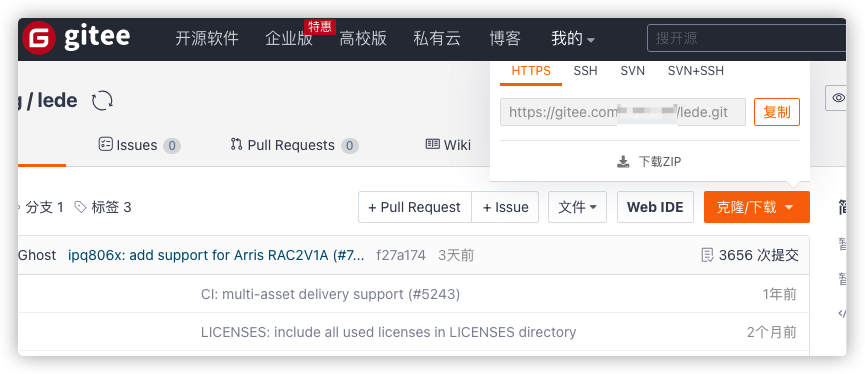 特惠
gitee 开源软件 企业版 高校版 私有云 博客 我的 搜开源
HTTPS SSH SVN SVN+SSH
/ lede
https://gitee.com /lede.git 复制
Issues 0 Pull Requests 0 Wiki
下载ZIP
分支 1 标签 3 + Pull Request + Issue 文件 Web IDE 克隆/下载
Ghost ipq806x: add support for Arris RAC2V1A (#7... f27a174 3天前 3656 次提交
CI: multi-asset delivery support (#5243) 1年前
LICENSES: include all used licenses in LICENSES directory 2个月前